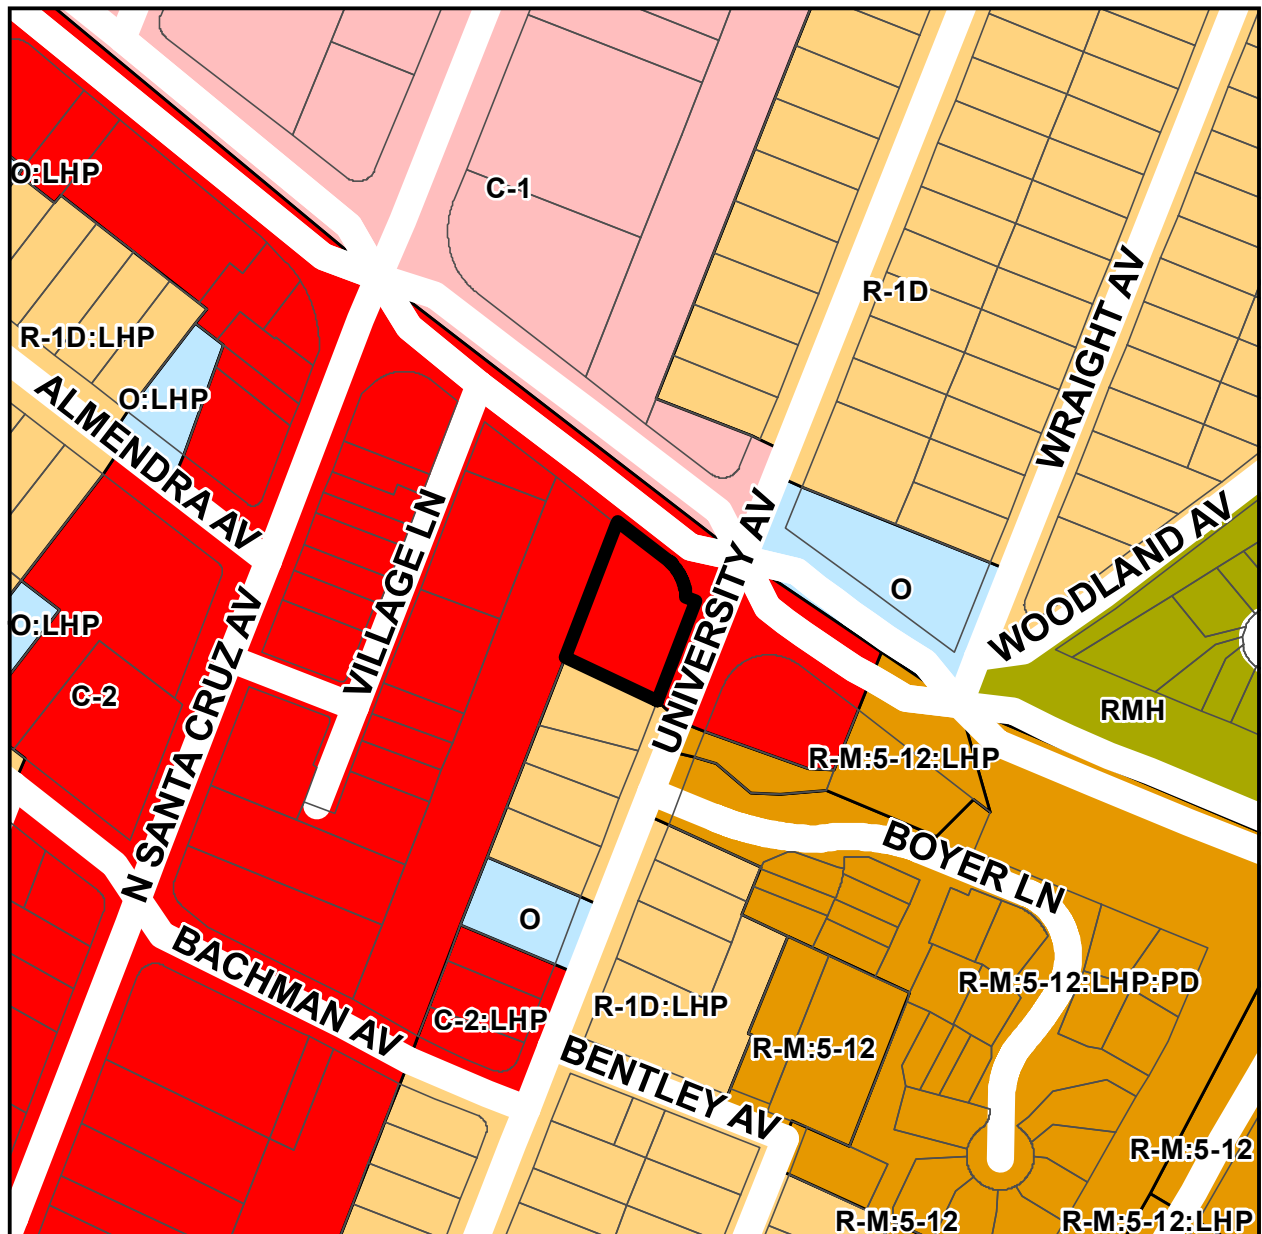 O:LHP
C-1
R-1D
WRAIGHT AV
R-1D:LHP
O:LHP
ALMENDRA AV
VILLAGE LN
UNIVERSITY AV
WOODLAND AV
O
O:LHP
N SANTA CRUZ AV
C-2
RMH
R-M:5-12:LHP
BOYER LN
O
BACHMAN AV
R-M:5-12:LHP:PD
C-2:LHP
R-1D:LHP
R-M:5-12
BENTLEY AV
R-M:5-12
R-M:5-12
R-M:5-12:LHP